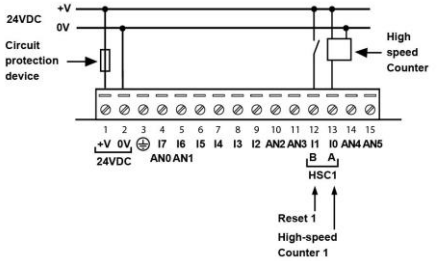 +V
24VDC
0V
Circuit
protection
device
High
speed
Counter
1 2 3 4 5 6 7 8 9 10 11 12 13 14 15
+V 0V I7 I6 I5 I4 I3 I2 AN2 AN3 I1 I0 AN4 AN5
24VDC AN0 AN1 B A
HSC1
Reset 1
High-speed
Counter 1